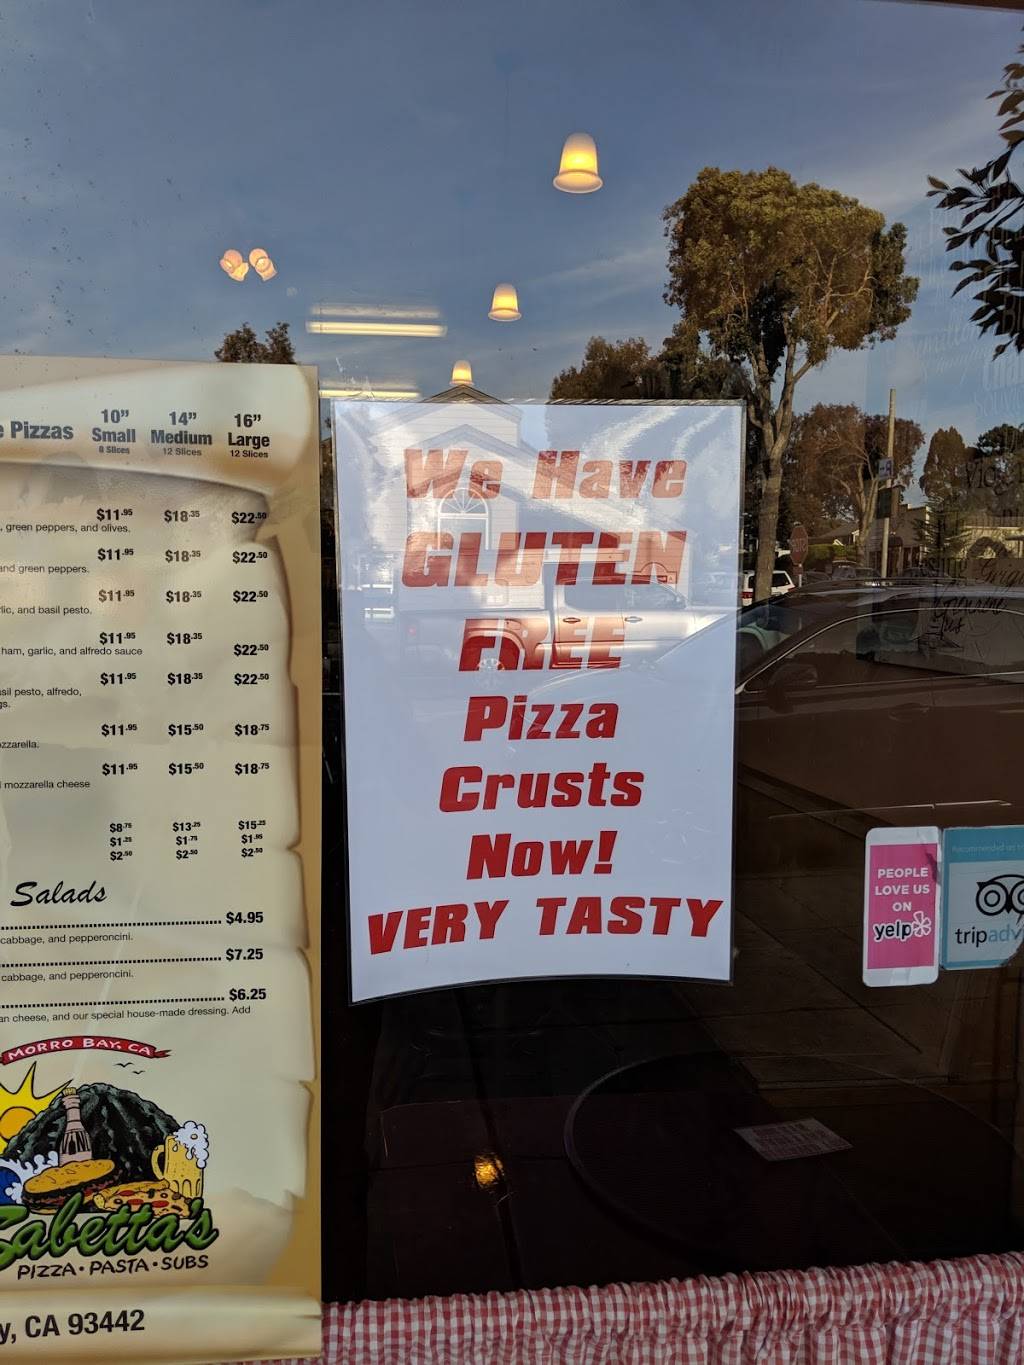 Pizzas
10” 14” 16”
Small Medium Large
8 Slices 12 Slices 12 Slices
$11.95 $18.35 $22.50
, green peppers, and olives.
$11.95 $18.35 $22.50
and green peppers.
$11.95 $18.35 $22.50
lic, and basil pesto.
$11.95 $18.35 $22.50
ham, garlic, and alfredo sauce
$11.95 $18.35 $22.50
sil pesto, alfredo,
gs.
$11.95 $15.50 $18.75
ozzarella.
$11.95 $15.50 $18.75
mozzarella cheese
$8.75 $13.25 $15.25
$1.25 $1.75 $1.95
$2.50 $2.50 $2.50
Salads
$4.95
cabbage, and pepperoncini.
$7.25
cabbage, and pepperoncini.
$6.25
an cheese, and our special house-made dressing. Add
MORRO BAY, CA
Sabetta's
PIZZA • PASTA • SUBS
y, CA 93442
We Have
GLUTEN
FREE
Pizza
Crusts
Now!
VERY TASTY
PEOPLE
LOVE US
ON
yelp
Recommended on
tripadv